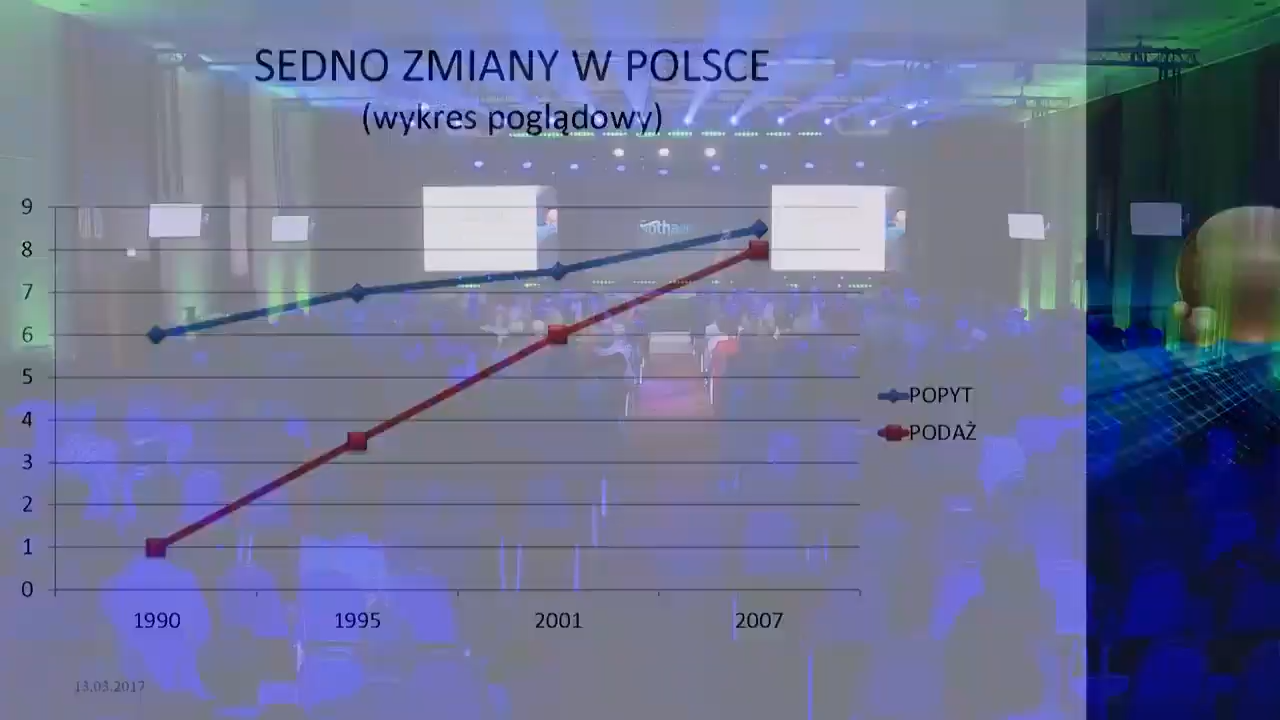 SEDNO ZMIANY W POLSCE
(wykres poglądowy)
9
8
7
6
5
4
3
2
1
0
1990 1995 2001 2007
POPYT
PODAŻ
13.03.2017